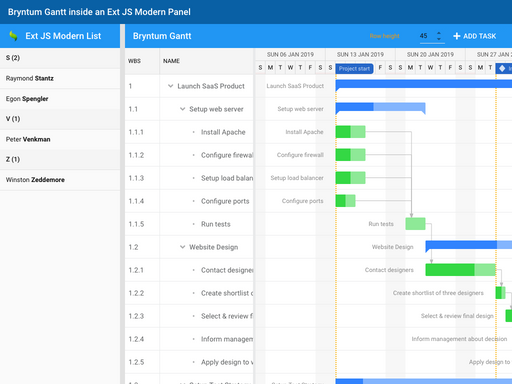 Bryntum Gantt inside an Ext JS Modern Panel
Ext JS Modern List
S (2)
Raymond Stantz
Egon Spengler
V (1)
Peter Venkman
Z (1)
Winston Zeddemore
Bryntum Gantt
Row height
45
ADD TASK
WBS
NAME
SUN 06 JAN 2019
SUN 13 JAN 2019
SUN 20 JAN 2019
SUN 27 JAN
S M T W T F S S M T W T F S S M T W T F S S M T
Project start
1 Launch SaaS Product Launch SaaS Product
1.1 Setup web server Setup web server
1.1.1 Install Apache Install Apache
1.1.2 Configure firewal Configure firewall
1.1.3 Setup load balan Setup load balancer
1.1.4 Configure ports Configure ports
1.1.5 Run tests Run tests
1.2 Website Design Website Design
1.2.1 Contact designe Contact designers
1.2.2 Create shortlist c Create shortlist of three designers
1.2.3 Select & review f Select & review final design
1.2.4 Inform managem Inform management about decision
1.2.5 Apply design to v Apply design to